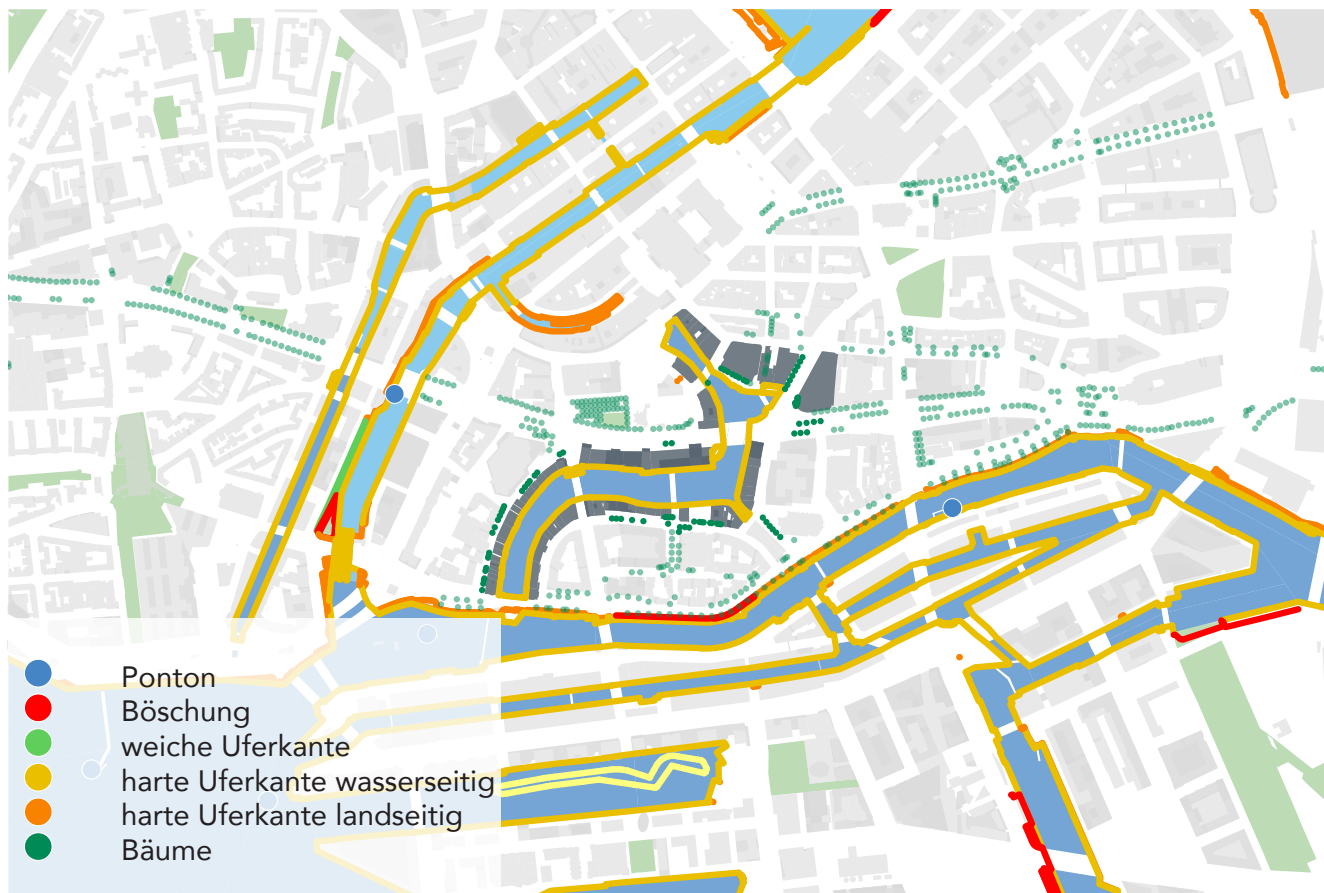 Ponton
Böschung
weiche Uferkante
harte Uferkante wasserseitig
harte Uferkante landseitig
Bäume